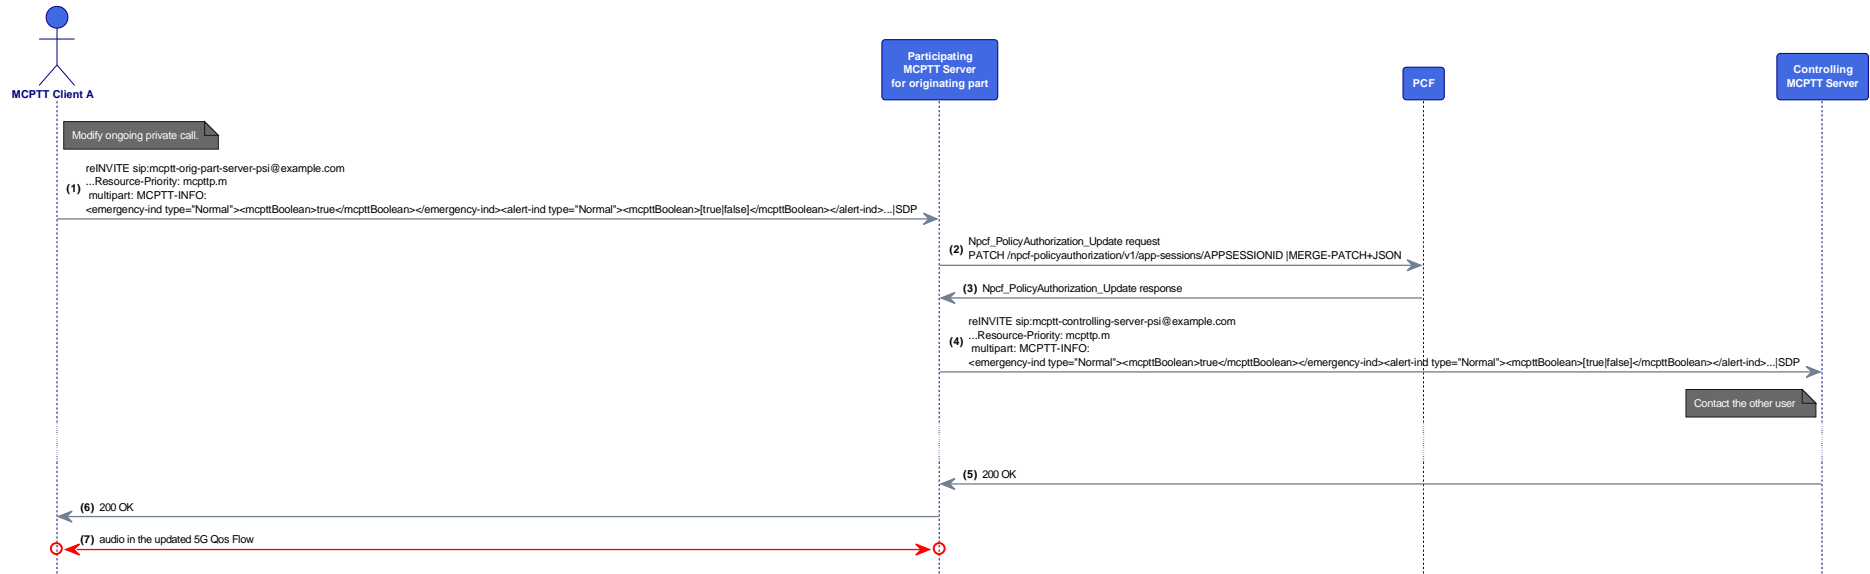 Participating
MCPTT Server
for originating part
PCF
Controlling
MCPTT Server
MCPTT Client A
Modify ongoing private call.
reINVITE sip:mcptt-orig-part-server-psi@example.com
(1) ...Resource-Priority: mcpttp.m
multipart: MCPTT-INFO:
<emergency-ind type="Normal"><mcpttBoolean>true</mcpttBoolean></emergency-ind><alert-ind type="Normal"><mcpttBoolean>[true|false]</mcpttBoolean></alert-ind>...|SDP
(2) Npcf_PolicyAuthorization_Update request
PATCH /npcf-policyauthorization/v1/app-sessions/APPSESSIONID |MERGE-PATCH+JSON
(3) Npcf_PolicyAuthorization_Update response
reINVITE sip:mcptt-controlling-server-psi@example.com
(4) ...Resource-Priority: mcpttp.m
multipart: MCPTT-INFO:
<emergency-ind type="Normal"><mcpttBoolean>true</mcpttBoolean></emergency-ind><alert-ind type="Normal"><mcpttBoolean>[true|false]</mcpttBoolean></alert-ind>...|SDP
Contact the other user
(5) 200 OK
(6) 200 OK
(7) audio in the updated 5G Qos Flow